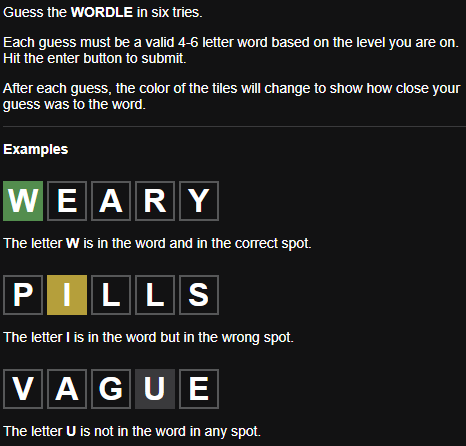 Guess the WORDLE in six tries.
Each guess must be a valid 4-6 letter word based on the level you are on.
Hit the enter button to submit.
After each guess, the color of the tiles will change to show how close your
guess was to the word.
Examples
W E A R Y
The letter W is in the word and in the correct spot.
P I L L S
The letter I is in the word but in the wrong spot.
V A G U E
The letter U is not in the word in any spot.